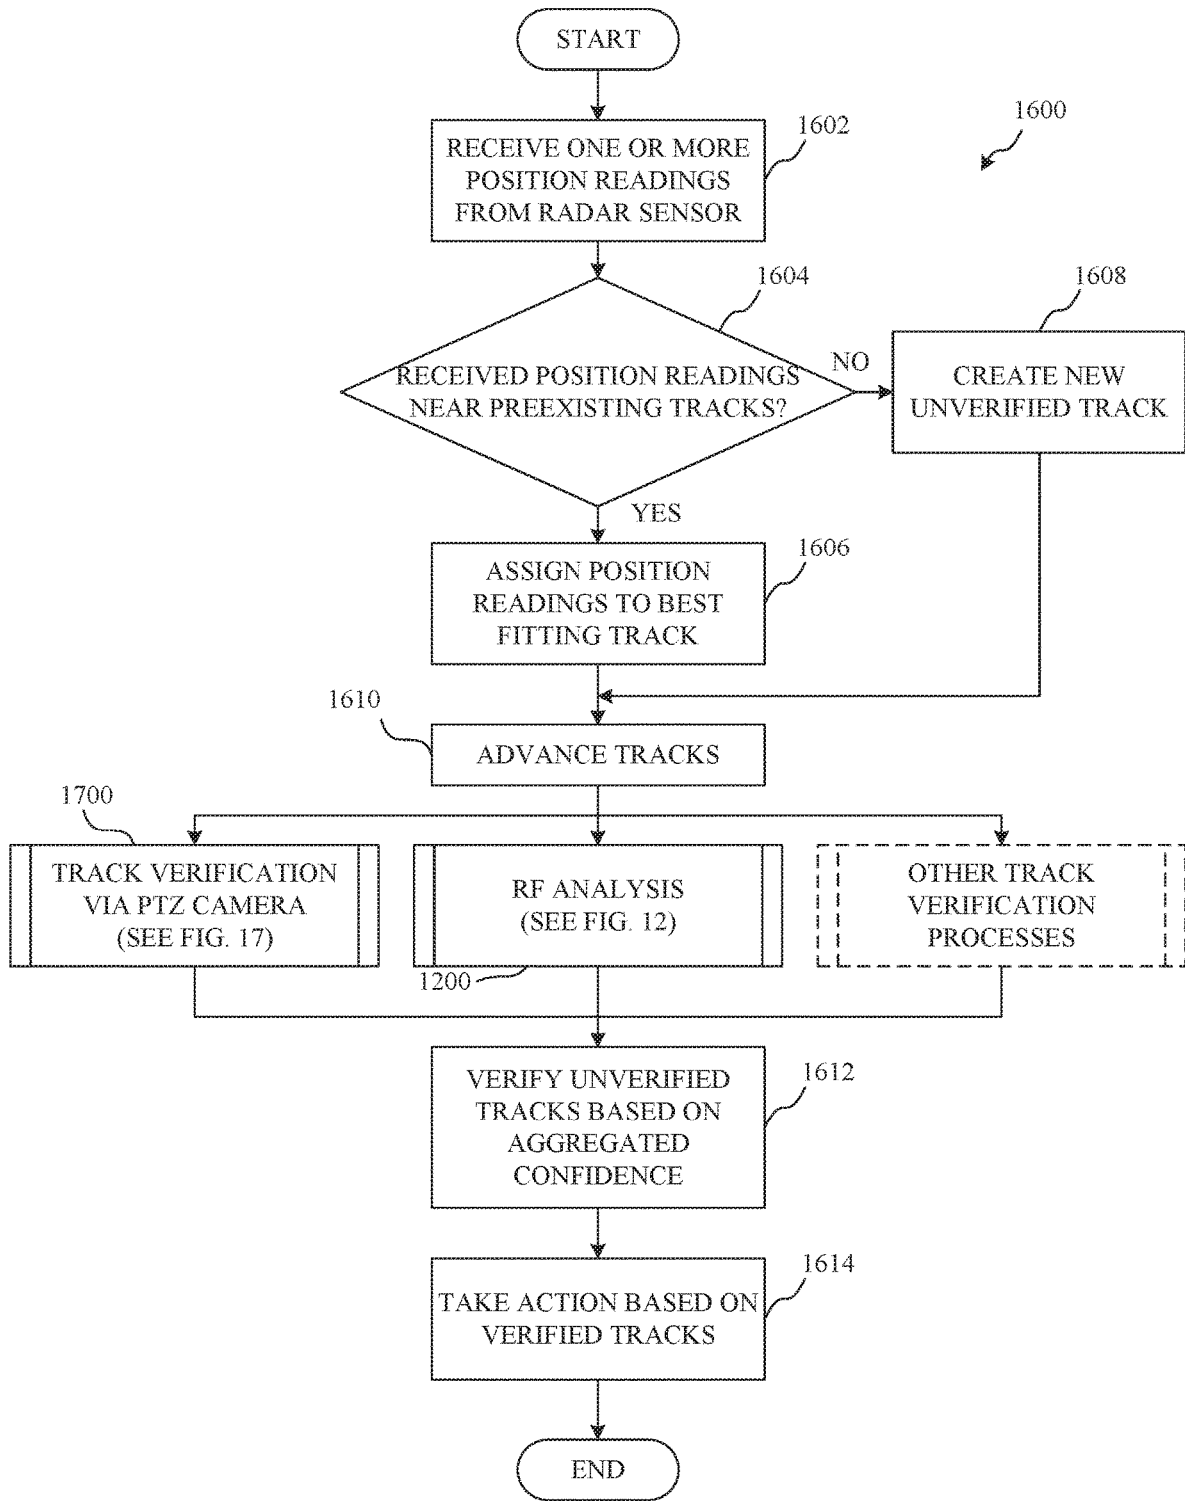 START
1600
1602
RECEIVE ONE OR MORE
POSITION READINGS
FROM RADAR SENSOR
1604
RECEIVED POSITION READINGS
NEAR PREEXISTING TRACKS?
NO
1608
CREATE NEW
UNVERIFIED TRACK
YES
1606
ASSIGN POSITION
READINGS TO BEST
FITTING TRACK
1610
ADVANCE TRACKS
1700
TRACK VERIFICATION
VIA PTZ CAMERA
(SEE FIG. 17)
RF ANALYSIS
(SEE FIG. 12)
1200
OTHER TRACK
VERIFICATION
PROCESSES
1612
VERIFY UNVERIFIED
TRACKS BASED ON
AGGREGATED
CONFIDENCE
1614
TAKE ACTION BASED ON
VERIFIED TRACKS
END